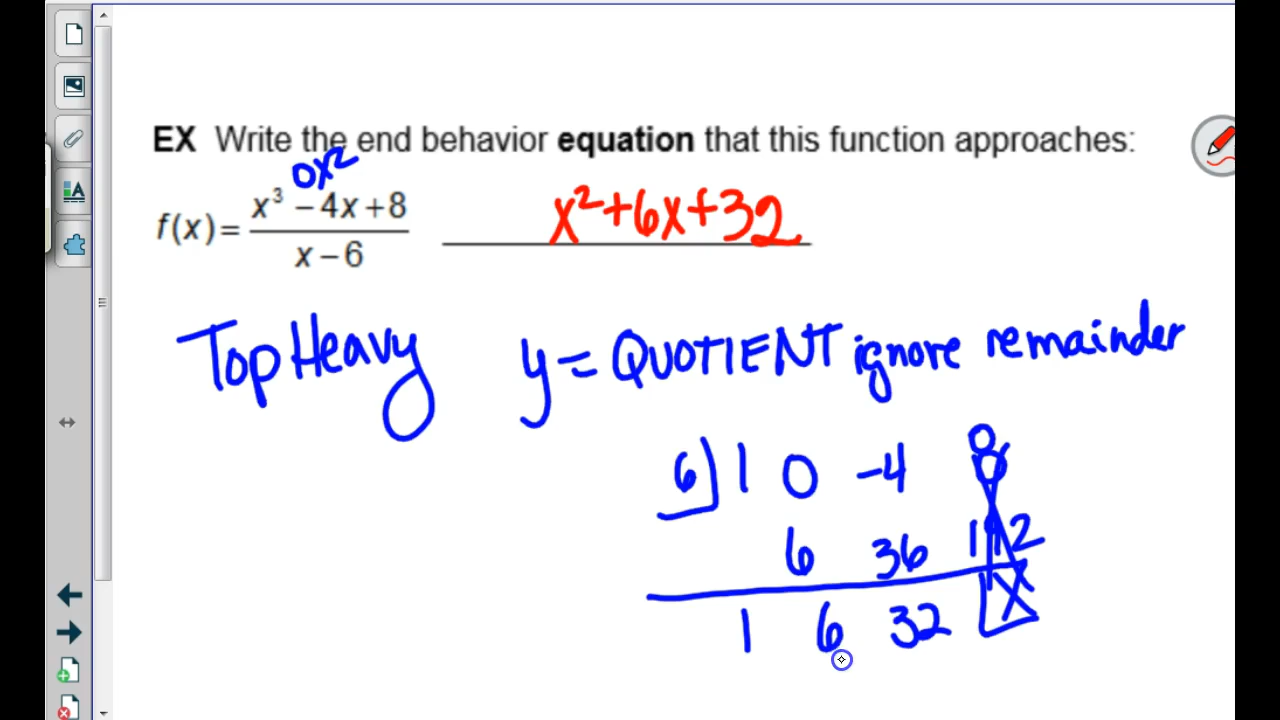 EX Write the end behavior equation that this function approaches:
0x²
f(x) = (x³ − 4x + 8)/(x − 6) x²+6x+32
Top Heavy y = QUOTIENT ignore remainder
6 1 0 -4 8
6 36 192
1 6 32 X